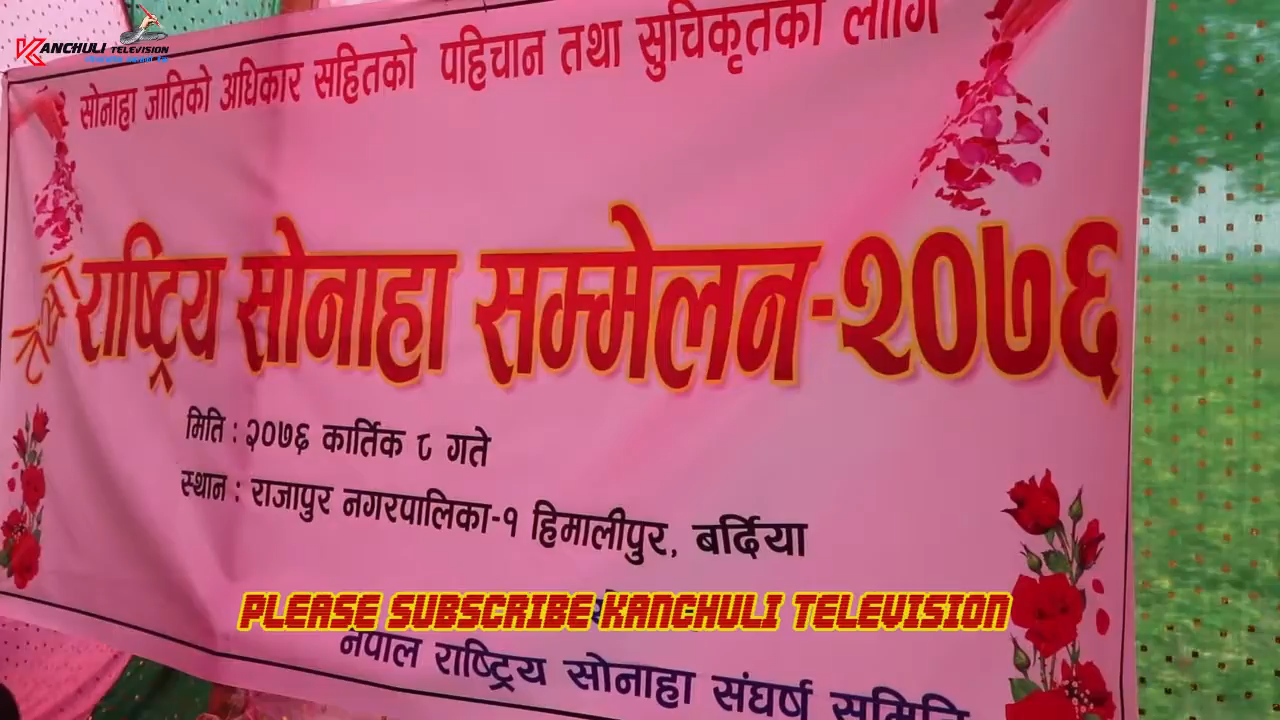 KANCHULI TELEVISION
सोनाहा जातिको अधिकार सहितको पहिचान तथा सुचिकृतका लागि
राष्ट्रिय सोनाहा सम्मेलन-२०७६
मिति : २०७६ कार्तिक ८ गते
स्थान : राजापुर नगरपालिका-१ हिमालीपुर, बर्दिया
PLEASE SUBSCRIBE KANCHULI TELEVISION
नेपाल राष्ट्रिय सोनाहा संघर्ष समिति